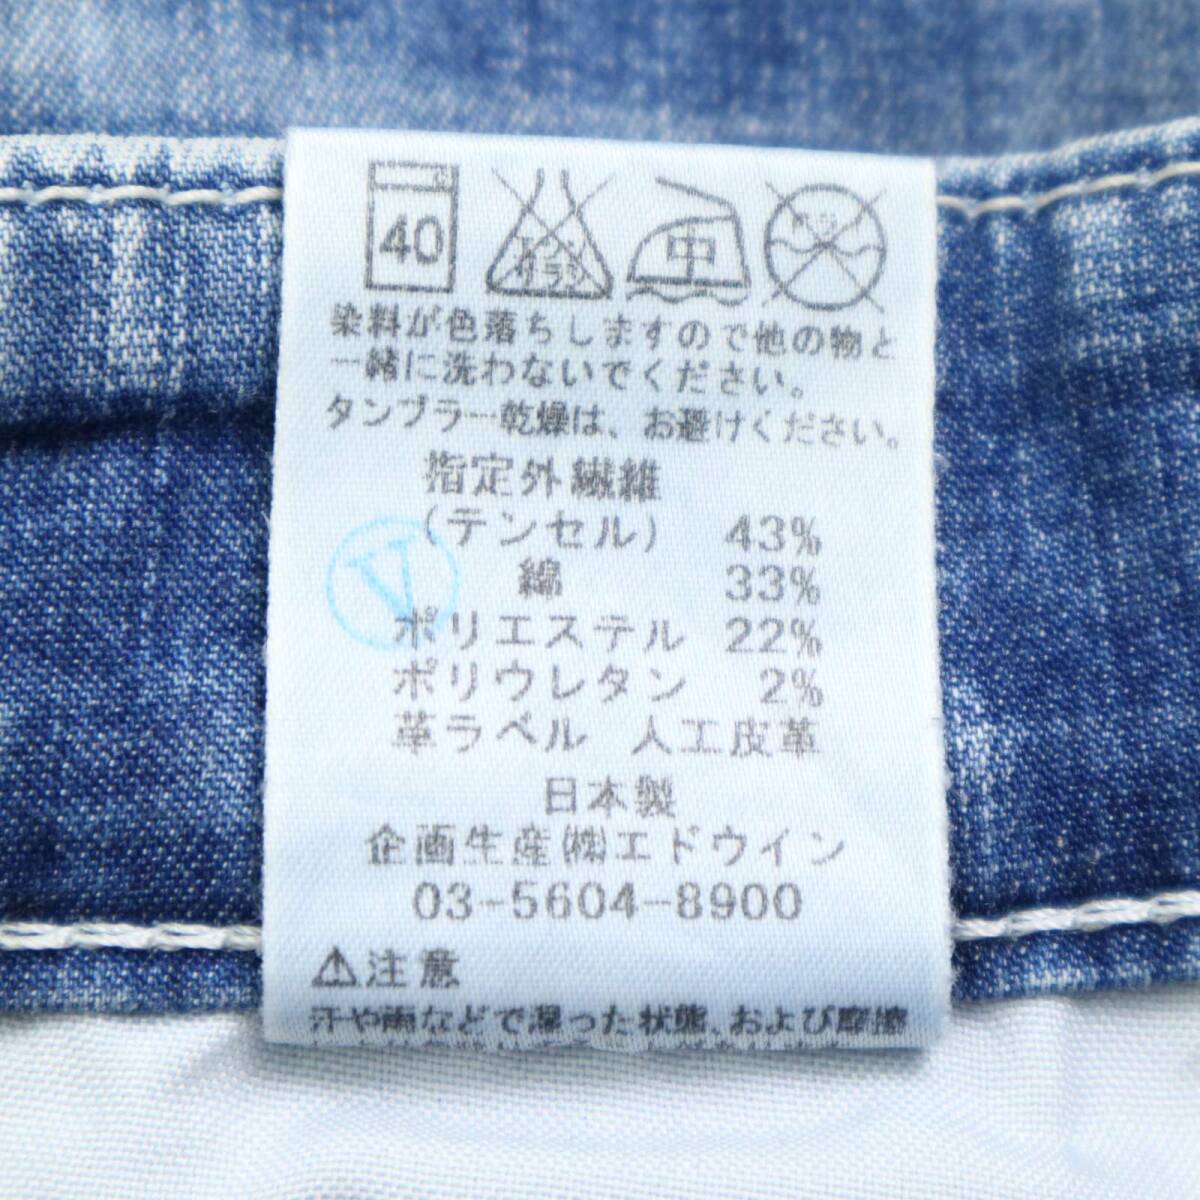 40
エンソ
サラシ
中
染料が色落ちしますので他の物と
一緒に洗わないでください。
タンブラー乾燥は、お避けください。
指定外繊維
(テンセル) 43%
綿 33%
V
ポリエステル 22%
ポリウレタン 2%
革ラベル 人工皮革
日本製
企画生産㈱エドウイン
03-5604-8900
⚠注意
汗や雨などで湿った状態、および摩擦